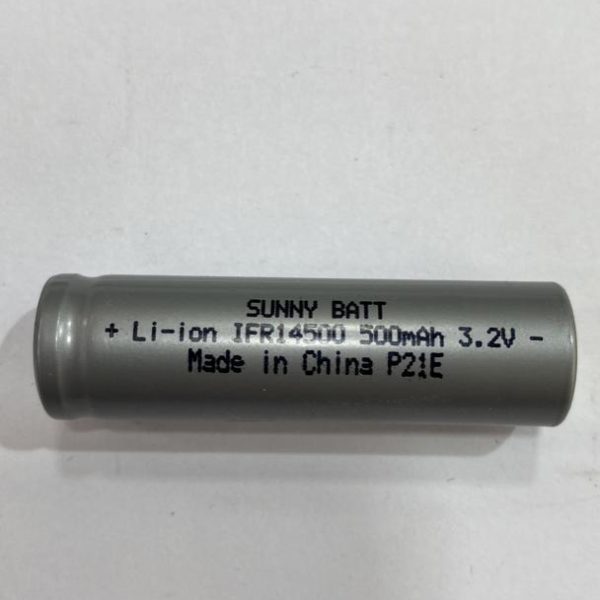 SUNNY BATT
+ Li-ion IFR14500 500mAh 3.2V -
Made in China P21E